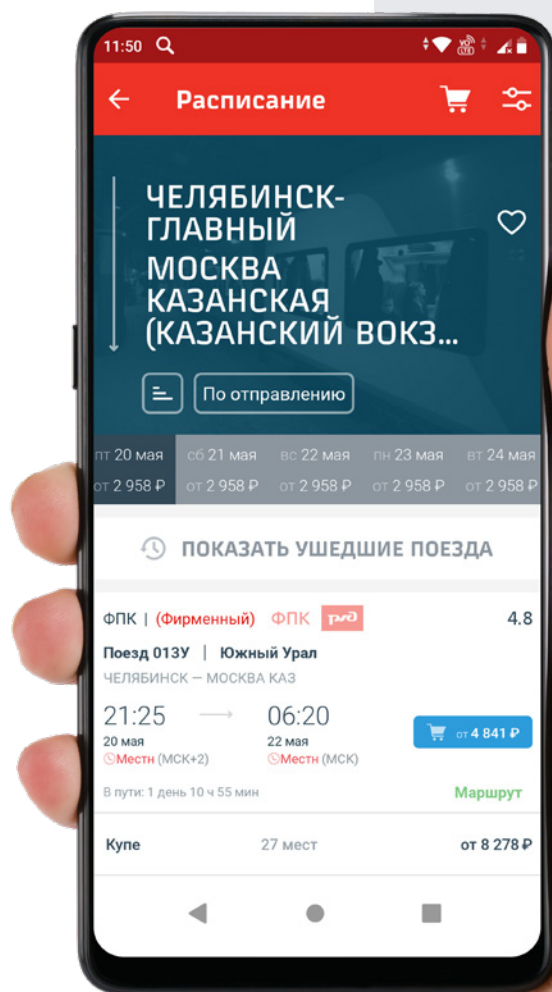 11:50
Расписание
ЧЕЛЯБИНСК-
ГЛАВНЫЙ
МОСКВА
КАЗАНСКАЯ
(КАЗАНСКИЙ ВОКЗ...
По отправлению
пт 20 мая сб 21 мая вс 22 мая пн 23 мая вт 24 мая
от 2 958 ₽ от 2 958 ₽ от 2 958 ₽ от 2 958 ₽ от 2 958 ₽
ПОКАЗАТЬ УШЕДШИЕ ПОЕЗДА
ФПК | (Фирменный) ФПК ржд 4.8
Поезд 013У | Южный Урал
ЧЕЛЯБИНСК — МОСКВА КАЗ
21:25 → 06:20
20 мая 22 мая от 4 841 ₽
Местн (МСК+2) Местн (МСК)
В пути: 1 день 10 ч 55 мин Маршрут
Купе 27 мест от 8 278 ₽